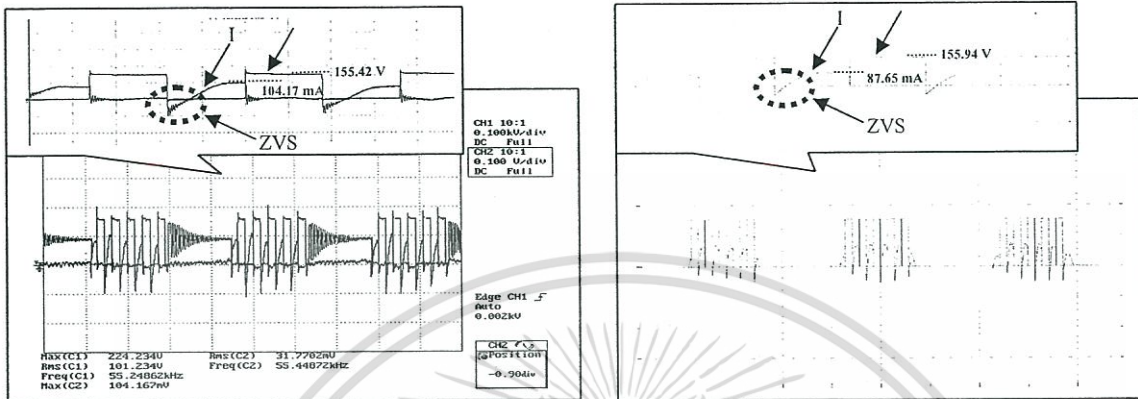 I
155.42 V
104.17 mA
ZVS
CH1 10:1
0.100kV/div
DC Full
CH2 10:1
0.100 V/div
DC Full
Edge CH1
Auto
0.002kV
CH2
Position
-0.90div
Max(C1) 224.234V Rms(C2) 31.7702mV
Rms(C1) 101.234V Freq(C2) 55.44872kHz
Freq(C1) 55.24862kHz
Max(C2) 104.167mV
I
155.94 V
87.65 mA
ZVS